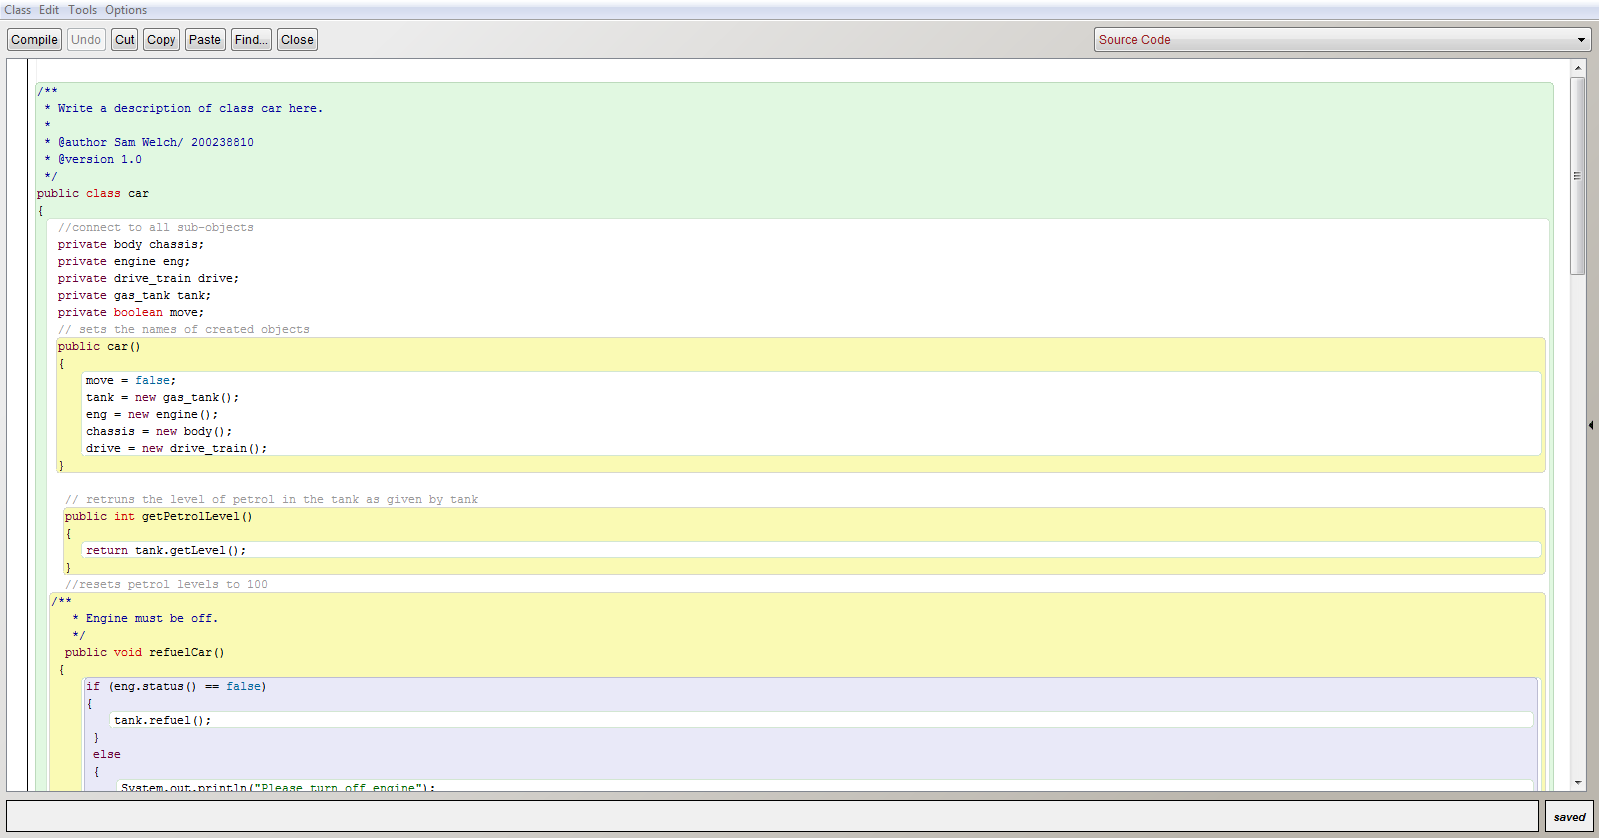 Class Edit Tools Options
Compile Undo Cut Copy Paste Find... Close Source Code
/**
 * Write a description of class car here.
 *
 * @author Sam Welch/ 200238810
 * @version 1.0
 */
public class car
{
//connect to all sub-objects
private body chassis;
private engine eng;
private drive_train drive;
private gas_tank tank;
private boolean move;
// sets the names of created objects
public car()
{
move = false;
tank = new gas_tank();
eng = new engine();
chassis = new body();
drive = new drive_train();
}
// retruns the level of petrol in the tank as given by tank
public int getPetrolLevel()
{
return tank.getLevel();
}
//resets petrol levels to 100
/**
 * Engine must be off.
 */
public void refuelCar()
{
if (eng.status() == false)
{
tank.refuel();
}
else
{
System.out.println("Please turn off engine");
saved